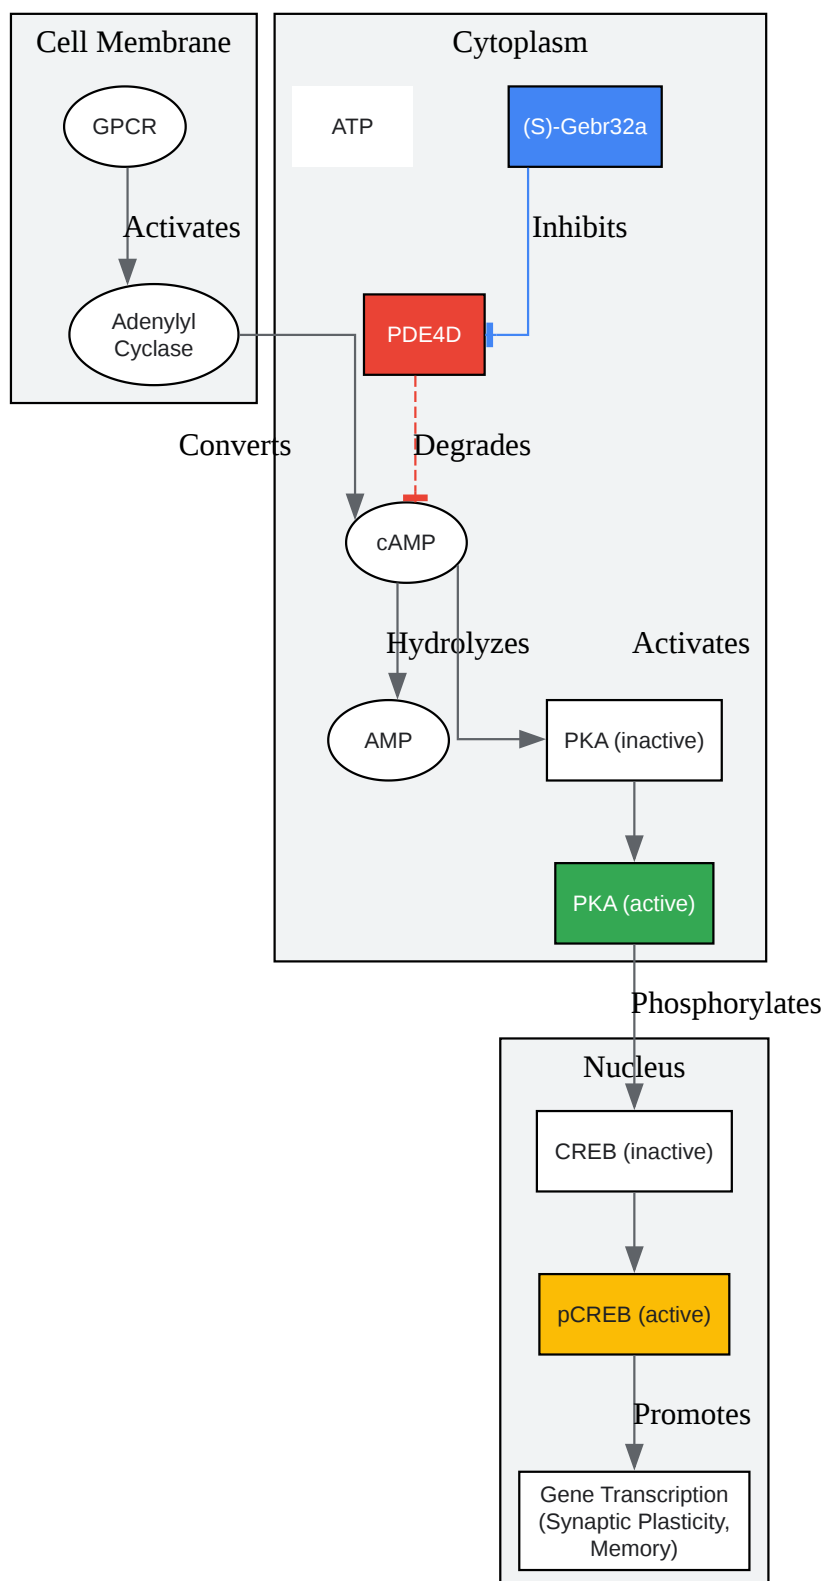 Cell Membrane
Cytoplasm
GPCR
ATP
(S)-Gebr32a
Activates
Inhibits
Adenylyl
Cyclase
PDE4D
Converts
Degrades
cAMP
Hydrolyzes
Activates
AMP
PKA (inactive)
PKA (active)
Phosphorylates
Nucleus
CREB (inactive)
pCREB (active)
Promotes
Gene Transcription
(Synaptic Plasticity,
Memory)